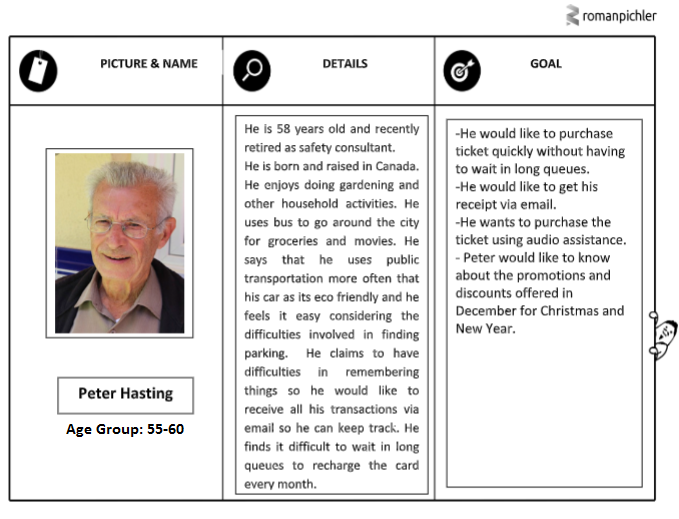 romanpichler
PICTURE & NAME
DETAILS
GOAL
Peter Hasting
Age Group: 55-60
He is 58 years old and recently
retired as safety consultant.
He is born and raised in Canada.
He enjoys doing gardening and
other household activities. He
uses bus to go around the city
for groceries and movies. He
says that he uses public
transportation more often that
his car as its eco friendly and he
feels it easy considering the
difficulties involved in finding
parking. He claims to have
difficulties in remembering
things so he would like to
receive all his transactions via
email so he can keep track. He
finds it difficult to wait in long
queues to recharge the card
every month.
-He would like to purchase
ticket quickly without having
to wait in long queues.
-He would like to get his
receipt via email.
-He wants to purchase the
ticket using audio assistance.
- Peter would like to know
about the promotions and
discounts offered in
December for Christmas and
New Year.